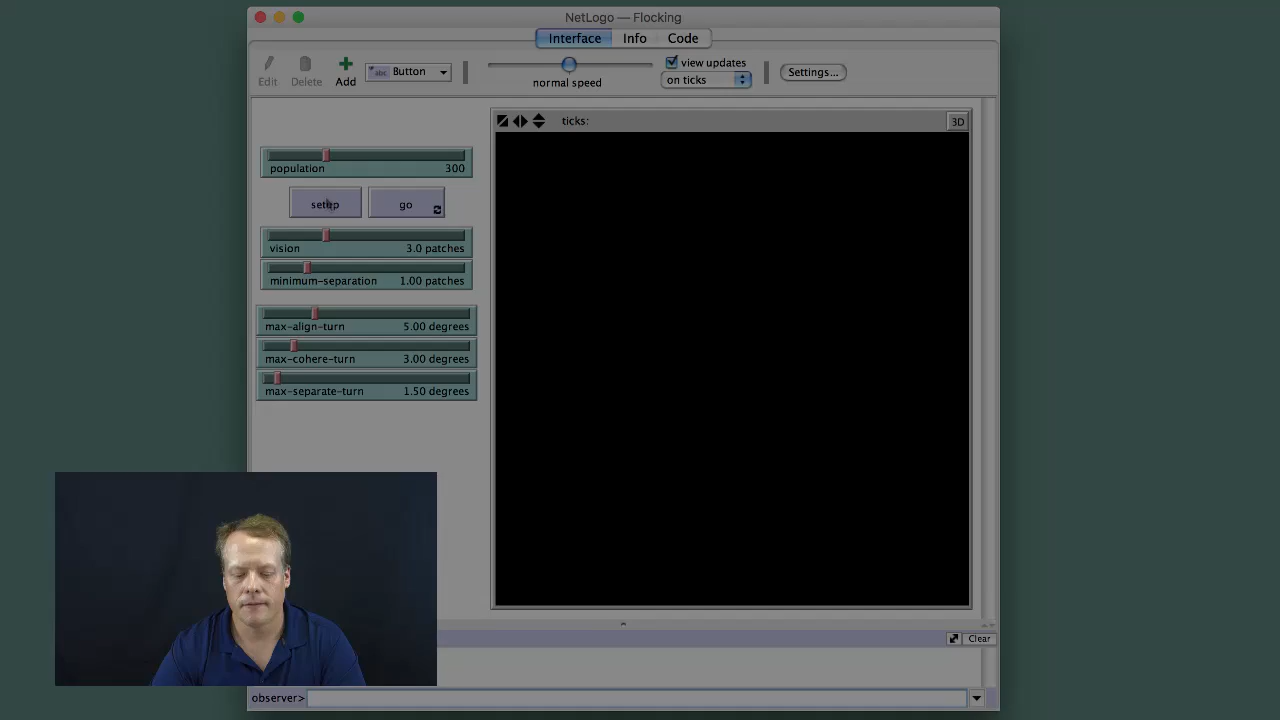 NetLogo — Flocking
Interface Info Code
Edit Delete Add Button normal speed view updates on ticks Settings...
ticks: 3D
population 300
setup go
vision 3.0 patches
minimum-separation 1.00 patches
max-align-turn 5.00 degrees
max-cohere-turn 3.00 degrees
max-separate-turn 1.50 degrees
Clear
observer>